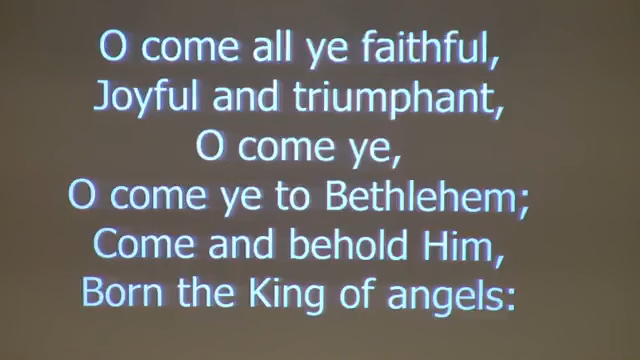 O come all ye faithful,
Joyful and triumphant,
O come ye,
O come ye to Bethlehem;
Come and behold Him,
Born the King of angels: